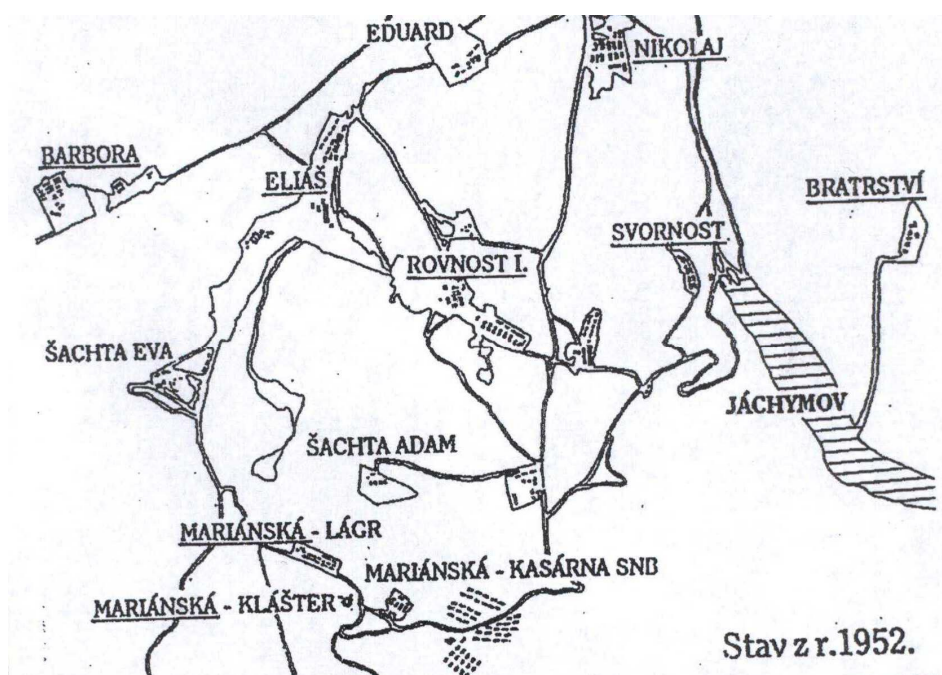 EDUARD
NIKOLAJ
BARBORA
ELIÁŠ
BRATRSTVÍ
SVORNOST
ROVNOST I.
ŠACHTA EVA
JÁCHYMOV
ŠACHTA ADAM
MARIÁNSKÁ - LÁGR
MARIÁNSKÁ - KASÁRNA SNB
MARIÁNSKÁ - KLÁŠTER
Stav z r.1952.